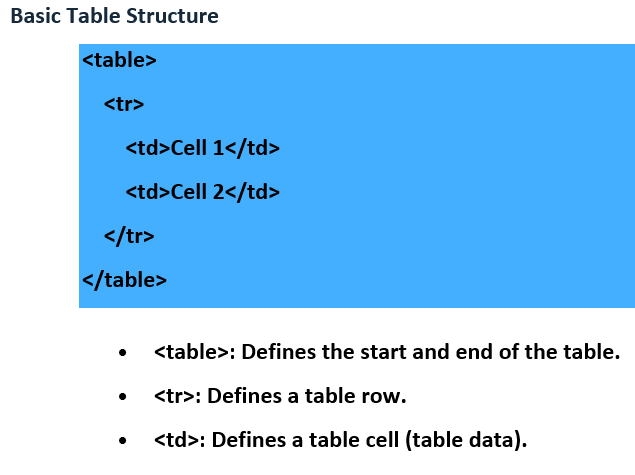 Basic Table Structure
<table>
<tr>
<td>Cell 1</td>
<td>Cell 2</td>
</tr>
</table>
• <table>: Defines the start and end of the table.
• <tr>: Defines a table row.
• <td>: Defines a table cell (table data).